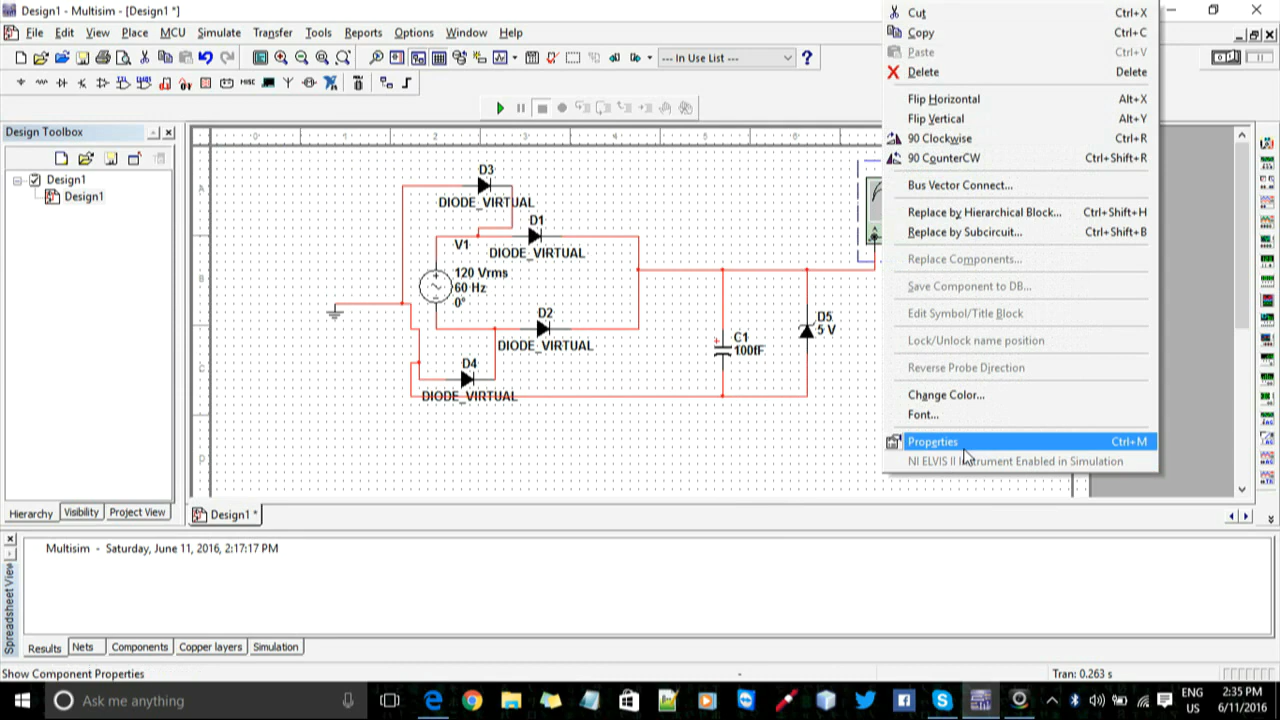 Design1 - Multisim - [Design1 *]
File Edit View Place MCU Simulate Transfer Tools Reports Options Window Help
--- In Use List ---
Design Toolbox
Design1
Design1
Hierarchy Visibility Project View
0 1 2 3 4 5 6
A
B
C
D
D3
DIODE_VIRTUAL
D1
DIODE_VIRTUAL
V1
120 Vrms
60 Hz
0°
D2
DIODE_VIRTUAL
D4
DIODE_VIRTUAL
C1
100fF
D5
5 V
Cut Ctrl+X
Copy Ctrl+C
Paste Ctrl+V
Delete Delete
Flip Horizontal Alt+X
Flip Vertical Alt+Y
90 Clockwise Ctrl+R
90 CounterCW Ctrl+Shift+R
Bus Vector Connect...
Replace by Hierarchical Block... Ctrl+Shift+H
Replace by Subcircuit... Ctrl+Shift+B
Replace Components...
Save Component to DB...
Edit Symbol/Title Block
Lock/Unlock name position
Reverse Probe Direction
Change Color...
Font...
Properties Ctrl+M
NI ELVIS II Instrument Enabled in Simulation
Design1 *
Spreadsheet View
Multisim - Saturday, June 11, 2016, 2:17:17 PM
Results Nets Components Copper layers Simulation
Show Component Properties
-
Tran: 0.263 s
Ask me anything
ENG
US
2:35 PM
6/11/2016